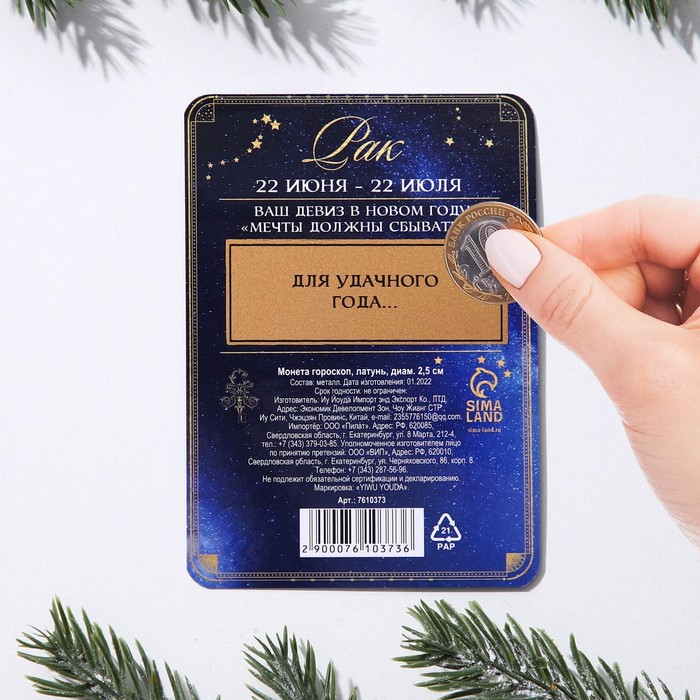 Рак
22 ИЮНЯ – 22 ИЮЛЯ
ВАШ ДЕВИЗ В НОВОМ ГОДУ
«МЕЧТЫ ДОЛЖНЫ
БАНК РОССИИ
ДЛЯ УДАЧНОГО
ГОДА...
Монета гороскоп, латунь, диам. 2,5 см
Состав: металл. Дата изготовления: 01.2022
Срок годности: не ограничен.
Изготовитель: Иу Йоуда Импорт энд Экспорт Ко., ЛТД.
Адрес: Экономик Девелопмент Зон, Чоу Жианг СТР.,
Иу Сити, Чжэцзян Провинс, Китай, e-mail: 2355776150@qq.com.
Импортёр: ООО «Пилат». Адрес: РФ, 620085,
Свердловская область, г. Екатеринбург, ул. 8 Марта, 212-4,
тел.: +7 (343) 379-03-85. Уполномоченное изготовителем лицо
по принятию претензий: ООО «ВИП», Адрес: РФ, 620010,
Свердловская область, г. Екатеринбург, ул. Черняховского, 86, корп. 8.
Телефон: +7 (343) 287-56-96.
Не подлежит обязательной сертификации и декларированию.
Маркировка: «YIWU YOUDA».
Арт.: 7610373
SIMA
LAND
sima-land.ru
2 900076 103736
21
PAP